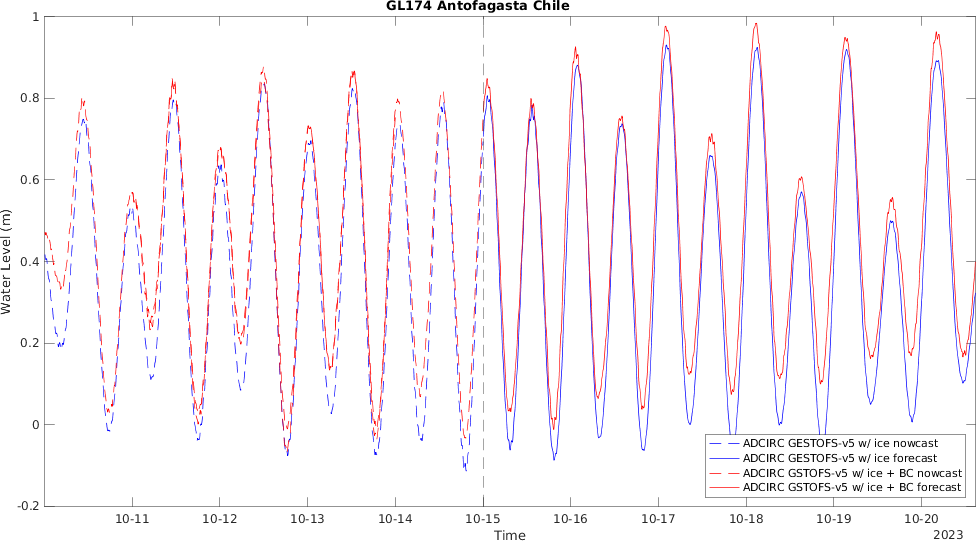 GL174 Antofagasta Chile
1
0.8
0.6
0.4
0.2
0
-0.2
Water Level (m)
10-11 10-12 10-13 10-14 10-15 10-16 10-17 10-18 10-19 10-20
Time
2023
ADCIRC GESTOFS-v5 w/ ice nowcast
ADCIRC GESTOFS-v5 w/ ice forecast
ADCIRC GSTOFS-v5 w/ ice + BC nowcast
ADCIRC GSTOFS-v5 w/ ice + BC forecast